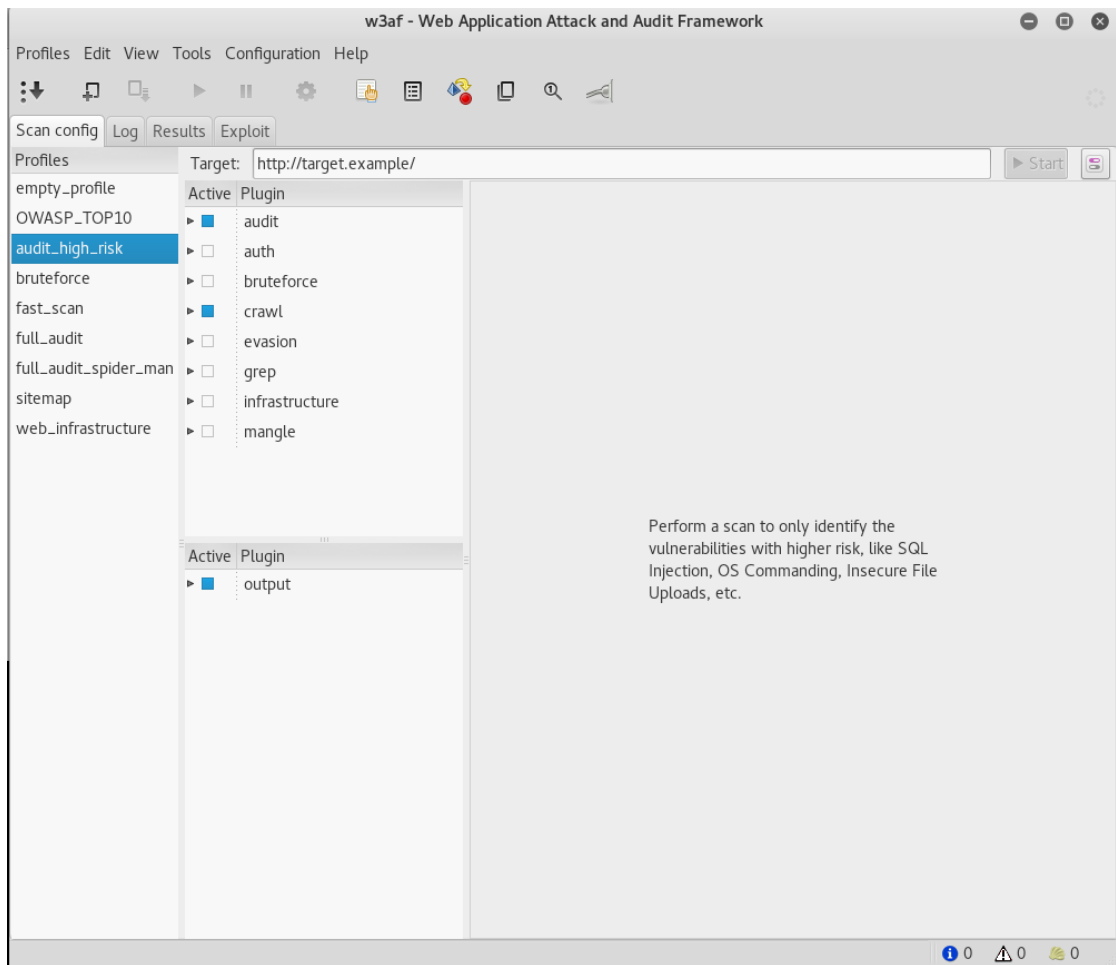 w3af - Web Application Attack and Audit Framework
Profiles Edit View Tools Configuration Help
Scan config Log Results Exploit
Profiles
empty_profile
OWASP_TOP10
audit_high_risk
bruteforce
fast_scan
full_audit
full_audit_spider_man
sitemap
web_infrastructure
Target: http://target.example/ Start
Active Plugin
audit
auth
bruteforce
crawl
evasion
grep
infrastructure
mangle
Active Plugin
output
Perform a scan to only identify the
vulnerabilities with higher risk, like SQL
Injection, OS Commanding, Insecure File
Uploads, etc.
0 0 0